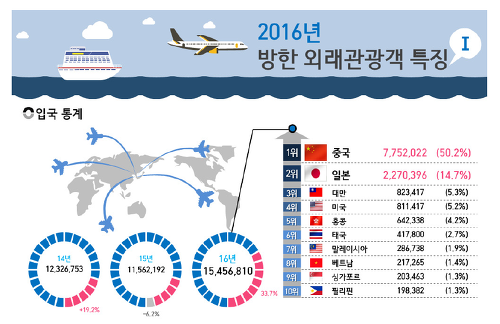 2016년
방한 외래관광객 특징 I
입국 통계
1위 중국 7,752,022 (50.2%)
2위 일본 2,270,396 (14.7%)
3위 대만 823,417 (5.3%)
4위 미국 811,417 (5.2%)
5위 홍콩 642,338 (4.2%)
6위 태국 417,800 (2.7%)
7위 말레이시아 286,738 (1.9%)
8위 베트남 217,265 (1.4%)
9위 싱가포르 203,463 (1.3%)
10위 필리핀 198,382 (1.3%)
14년
12,326,753
+19.2%
15년
11,562,192
-6.2%
16년
15,456,810
33.7%